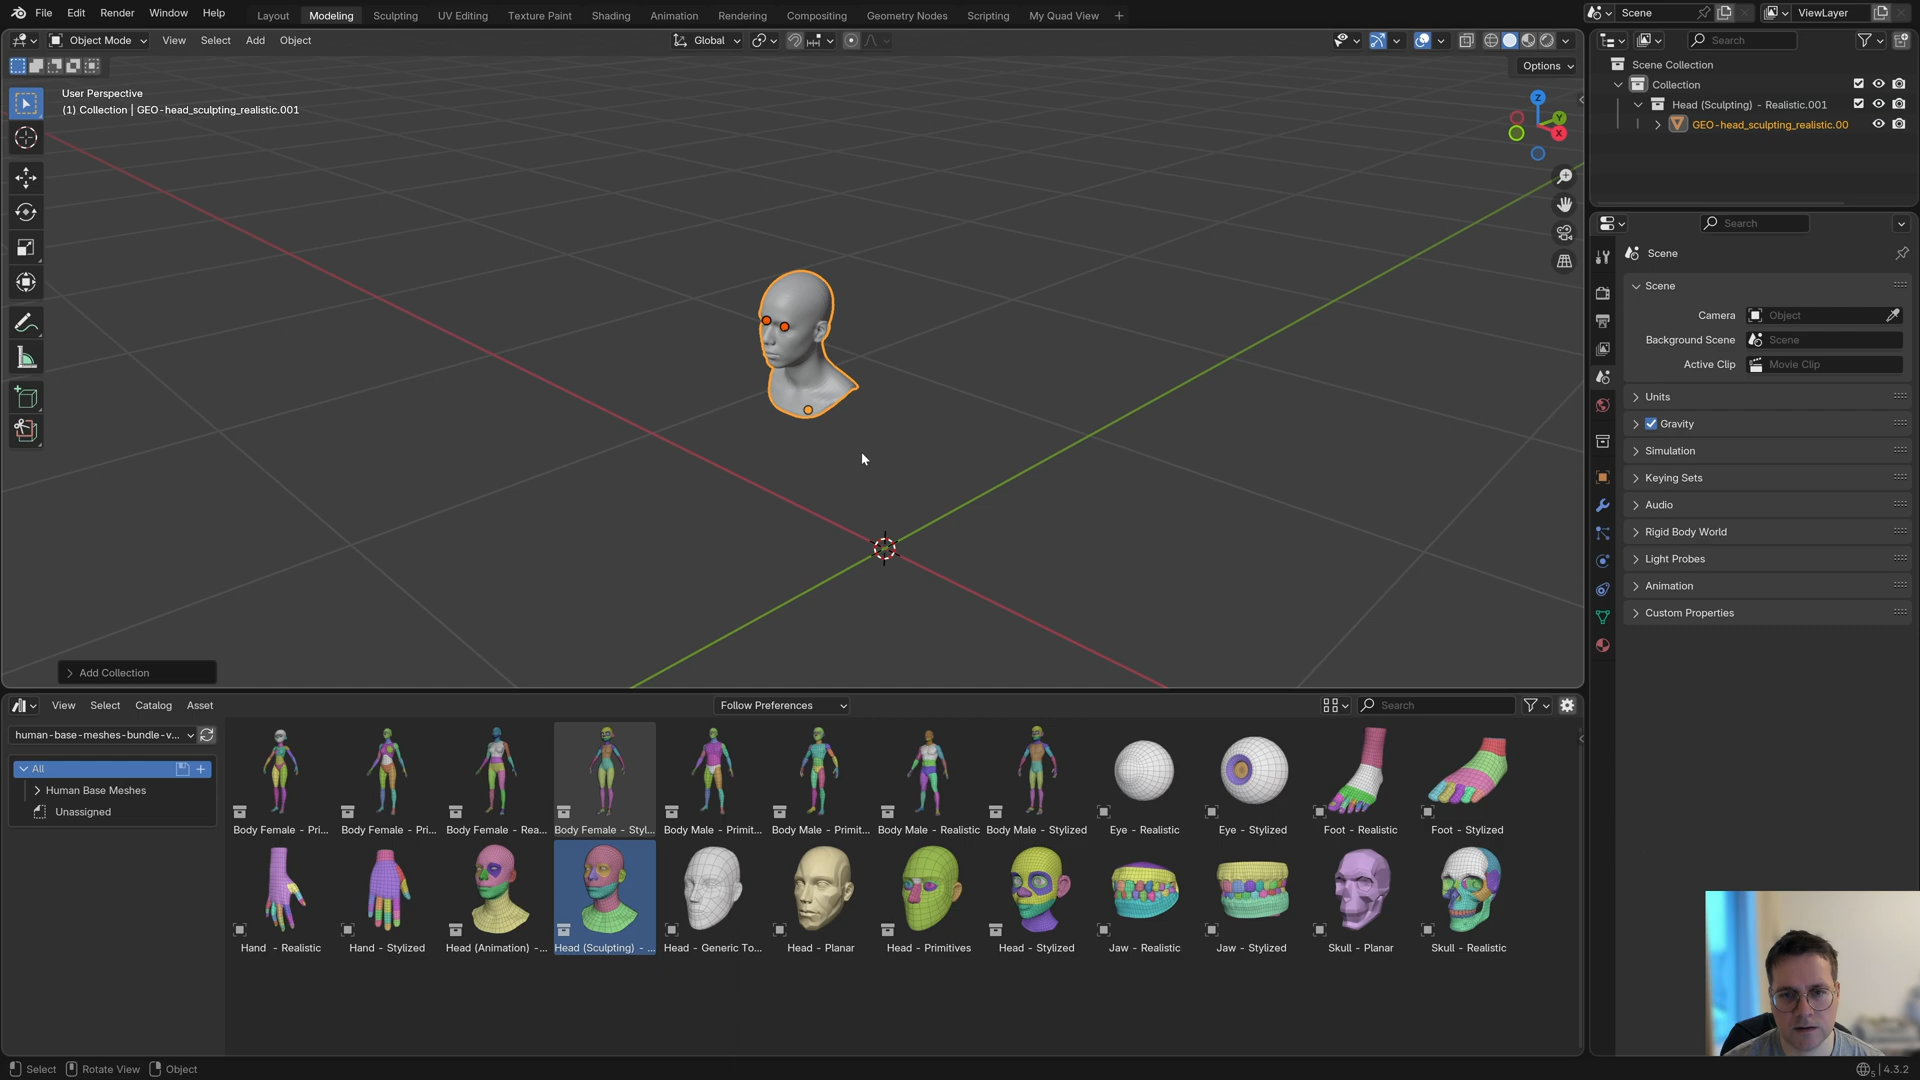 File Edit Render Window Help Layout Modeling Sculpting UV Editing Texture Paint Shading Animation Rendering Compositing Geometry Nodes Scripting My Quad View + Scene ViewLayer
Object Mode View Select Add Object Global Search
Options
User Perspective
(1) Collection | GEO-head_sculpting_realistic.001
Z
Y
X
Scene Collection
Collection
Head (Sculpting) - Realistic.001
GEO-head_sculpting_realistic.00
Search
Scene
Scene
Camera Object
Background Scene Scene
Active Clip Movie Clip
Units
Gravity
Simulation
Keying Sets
Audio
Rigid Body World
Light Probes
Animation
Custom Properties
Add Collection
View Select Catalog Asset Follow Preferences Search
human-base-meshes-bundle-v...
All
Human Base Meshes
Unassigned
Body Female - Pri... Body Female - Pri... Body Female - Rea... Body Female - Styl... Body Male - Primit... Body Male - Primit... Body Male - Realistic Body Male - Stylized Eye - Realistic Eye - Stylized Foot - Realistic Foot - Stylized
Hand - Realistic Hand - Stylized Head (Animation) -... Head (Sculpting) - ... Head - Generic To... Head - Planar Head - Primitives Head - Stylized Jaw - Realistic Jaw - Stylized Skull - Planar Skull - Realistic
Select Rotate View Object 5 4.3.2